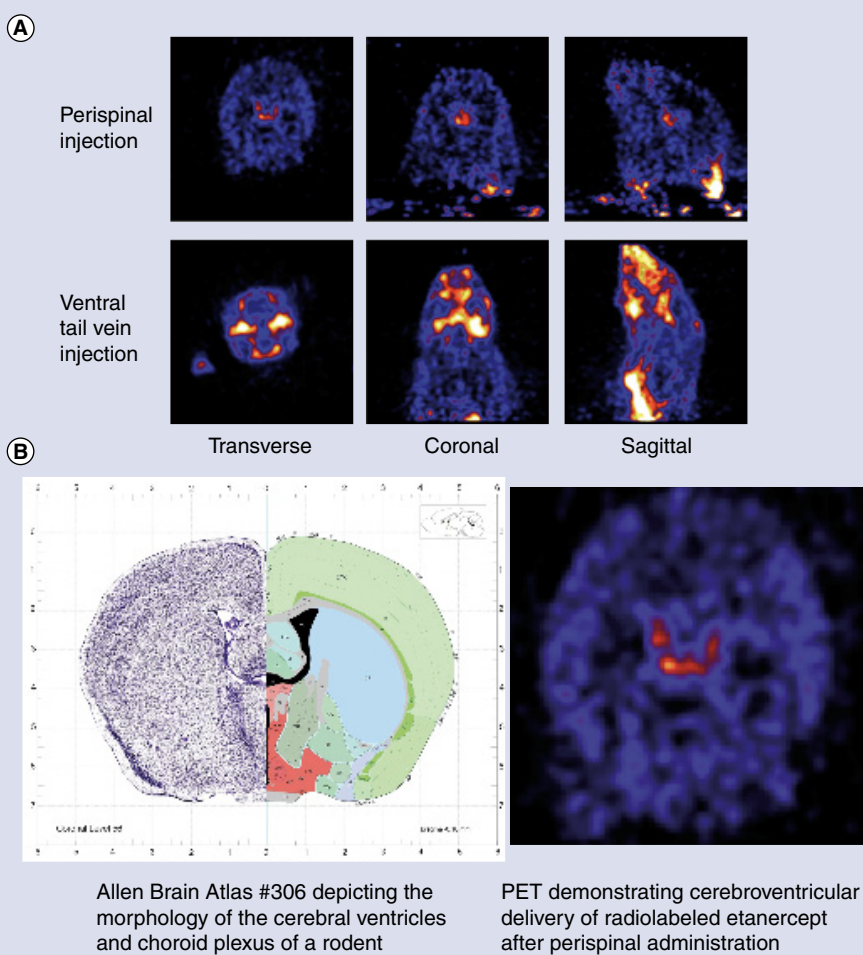 A
Perispinal
injection
Ventral
tail vein
injection
Transverse
Coronal
Sagittal
B
Allen Brain Atlas #306 depicting the
morphology of the cerebral ventricles
and choroid plexus of a rodent
PET demonstrating cerebroventricular
delivery of radiolabeled etanercept
after perispinal administration